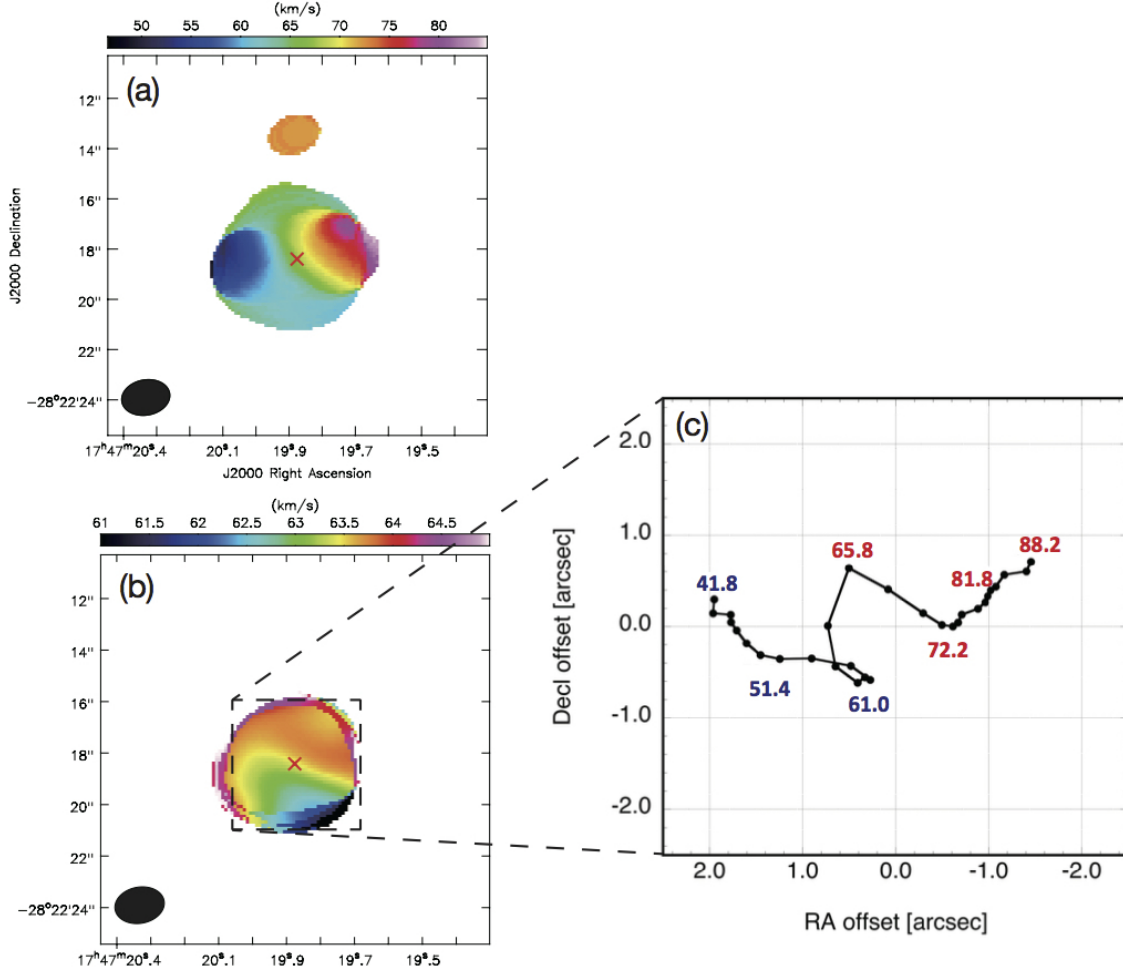 (km/s)
50 55 60 65 70 75 80
(a)
12"
14"
16"
18"
20"
22"
−28°22'24"
J2000 Declination
17ʰ47ᵐ20ˢ.4 20ˢ.1 19ˢ.9 19ˢ.7 19ˢ.5
J2000 Right Ascension
(km/s)
61 61.5 62 62.5 63 63.5 64 64.5
(b)
12"
14"
16"
18"
20"
22"
−28°22'24"
17ʰ47ᵐ20ˢ.4 20ˢ.1 19ˢ.9 19ˢ.7 19ˢ.5
(c)
2.0
1.0
0.0
-1.0
-2.0
Decl offset [arcsec]
41.8
51.4
61.0
65.8
72.2
81.8
88.2
2.0 1.0 0.0 -1.0 -2.0
RA offset [arcsec]